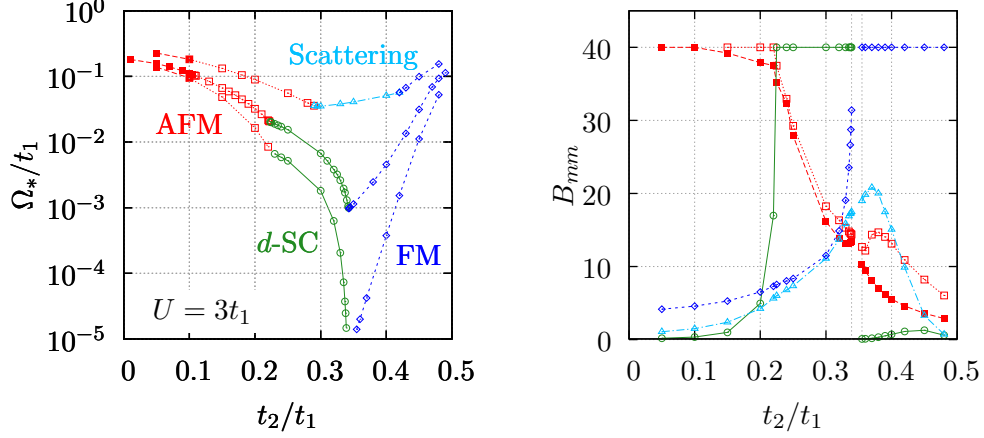 10⁰
10⁻¹
10⁻²
10⁻³
10⁻⁴
10⁻⁵
Ω*/t₁
Scattering
AFM
d-SC
FM
U = 3t₁
0 0.1 0.2 0.3 0.4 0.5
t₂/t₁
40
30
20
10
0
Bₘₘ
0 0.1 0.2 0.3 0.4 0.5
t₂/t₁